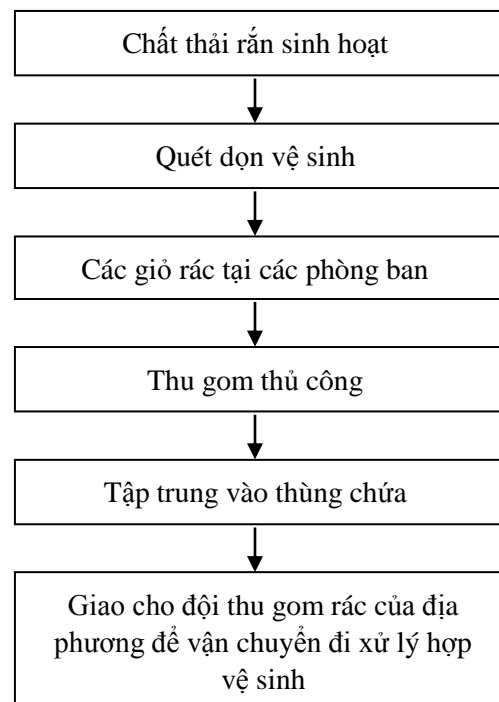 Chất thải rắn sinh hoạt
Quét dọn vệ sinh
Các giỏ rác tại các phòng ban
Thu gom thủ công
Tập trung vào thùng chứa
Giao cho đội thu gom rác của địa
phương để vận chuyển đi xử lý hợp
vệ sinh